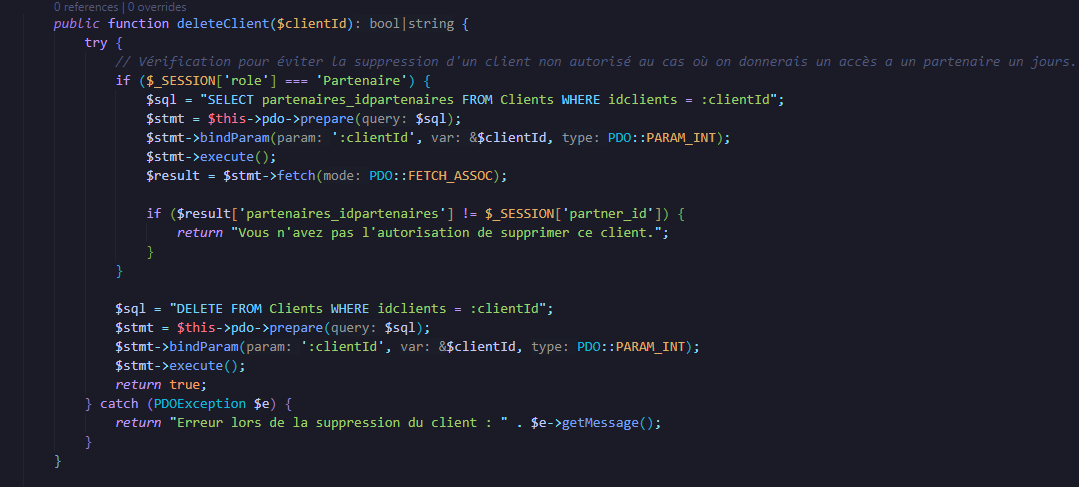 0 references | 0 overrides
public function deleteClient($clientId): bool|string {
try {
// Vérification pour éviter la suppression d'un client non autorisé au cas où on donnerais un accès a un partenaire un jours.
if ($_SESSION['role'] === 'Partenaire') {
$sql = "SELECT partenaires_idpartenaires FROM Clients WHERE idclients = :clientId";
$stmt = $this->pdo->prepare(query: $sql);
$stmt->bindParam(param: ':clientId', var: &$clientId, type: PDO::PARAM_INT);
$stmt->execute();
$result = $stmt->fetch(mode: PDO::FETCH_ASSOC);
if ($result['partenaires_idpartenaires'] != $_SESSION['partner_id']) {
return "Vous n'avez pas l'autorisation de supprimer ce client.";
}
}
$sql = "DELETE FROM Clients WHERE idclients = :clientId";
$stmt = $this->pdo->prepare(query: $sql);
$stmt->bindParam(param: ':clientId', var: &$clientId, type: PDO::PARAM_INT);
$stmt->execute();
return true;
} catch (PDOException $e) {
return "Erreur lors de la suppression du client : " . $e->getMessage();
}
}